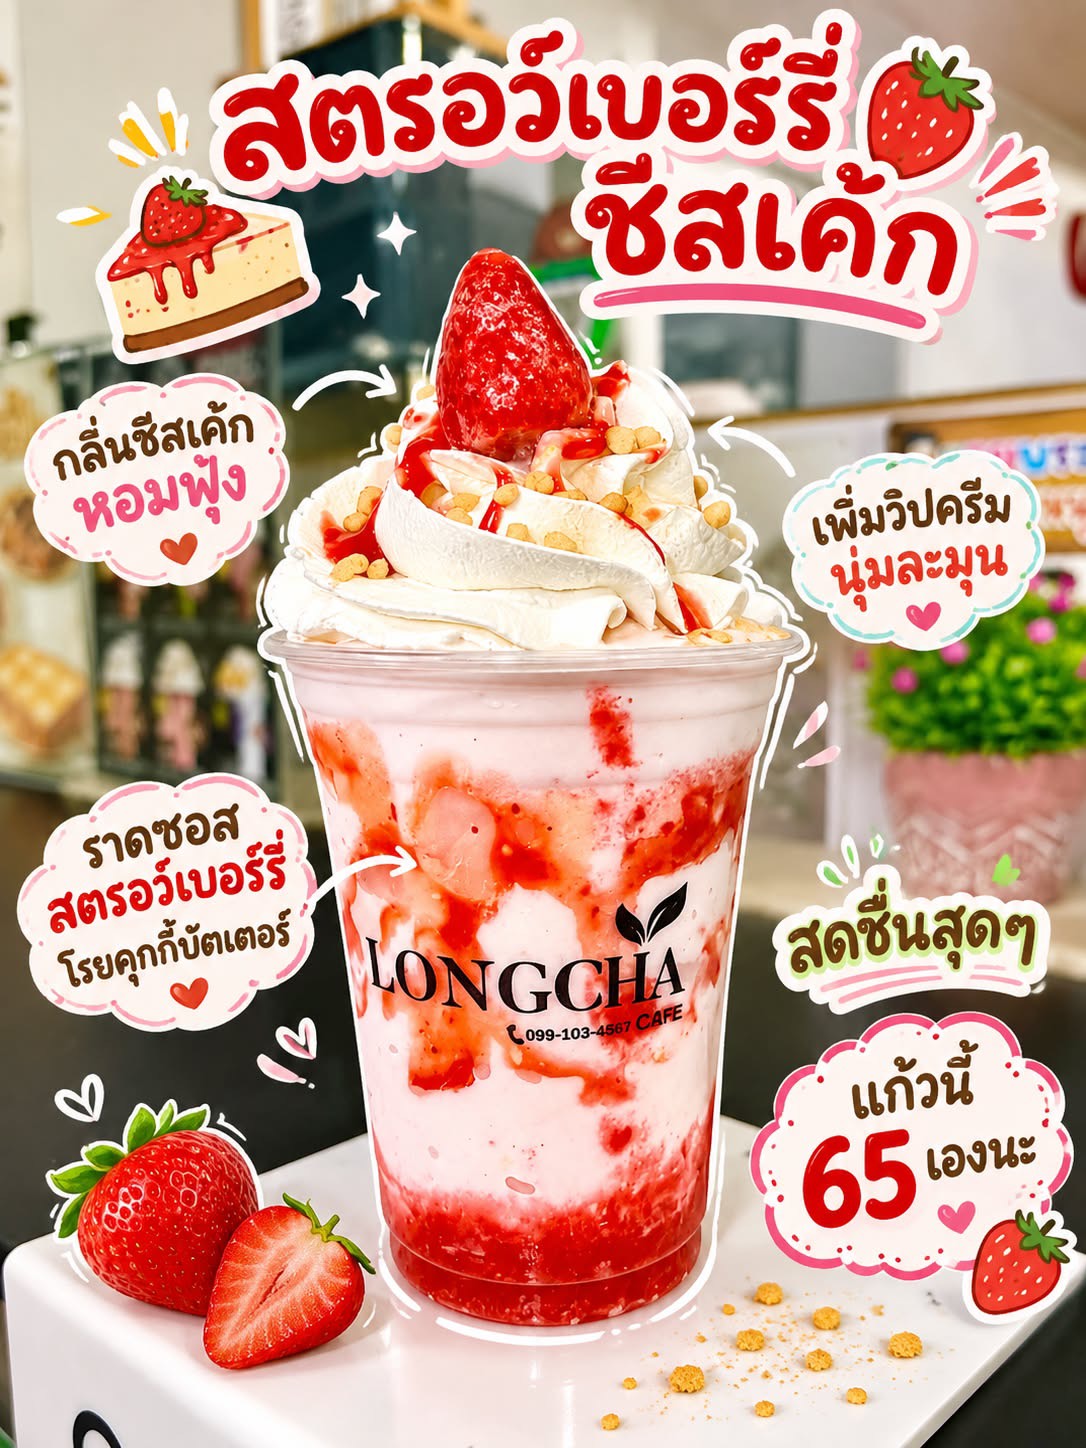 สตรอว์เบอร์รี่
ชีสเค้ก
กลิ่นชีสเค้ก
หอมฟุ้ง
เพิ่มวิปครีม
นุ่มละมุน
ราดซอส
สตรอว์เบอร์รี่
โรยคุกกี้บัตเตอร์
LONGCHA
099-103-4567 CAFE
สดชื่นสุดๆ
แก้วนี้
65 เองนะ